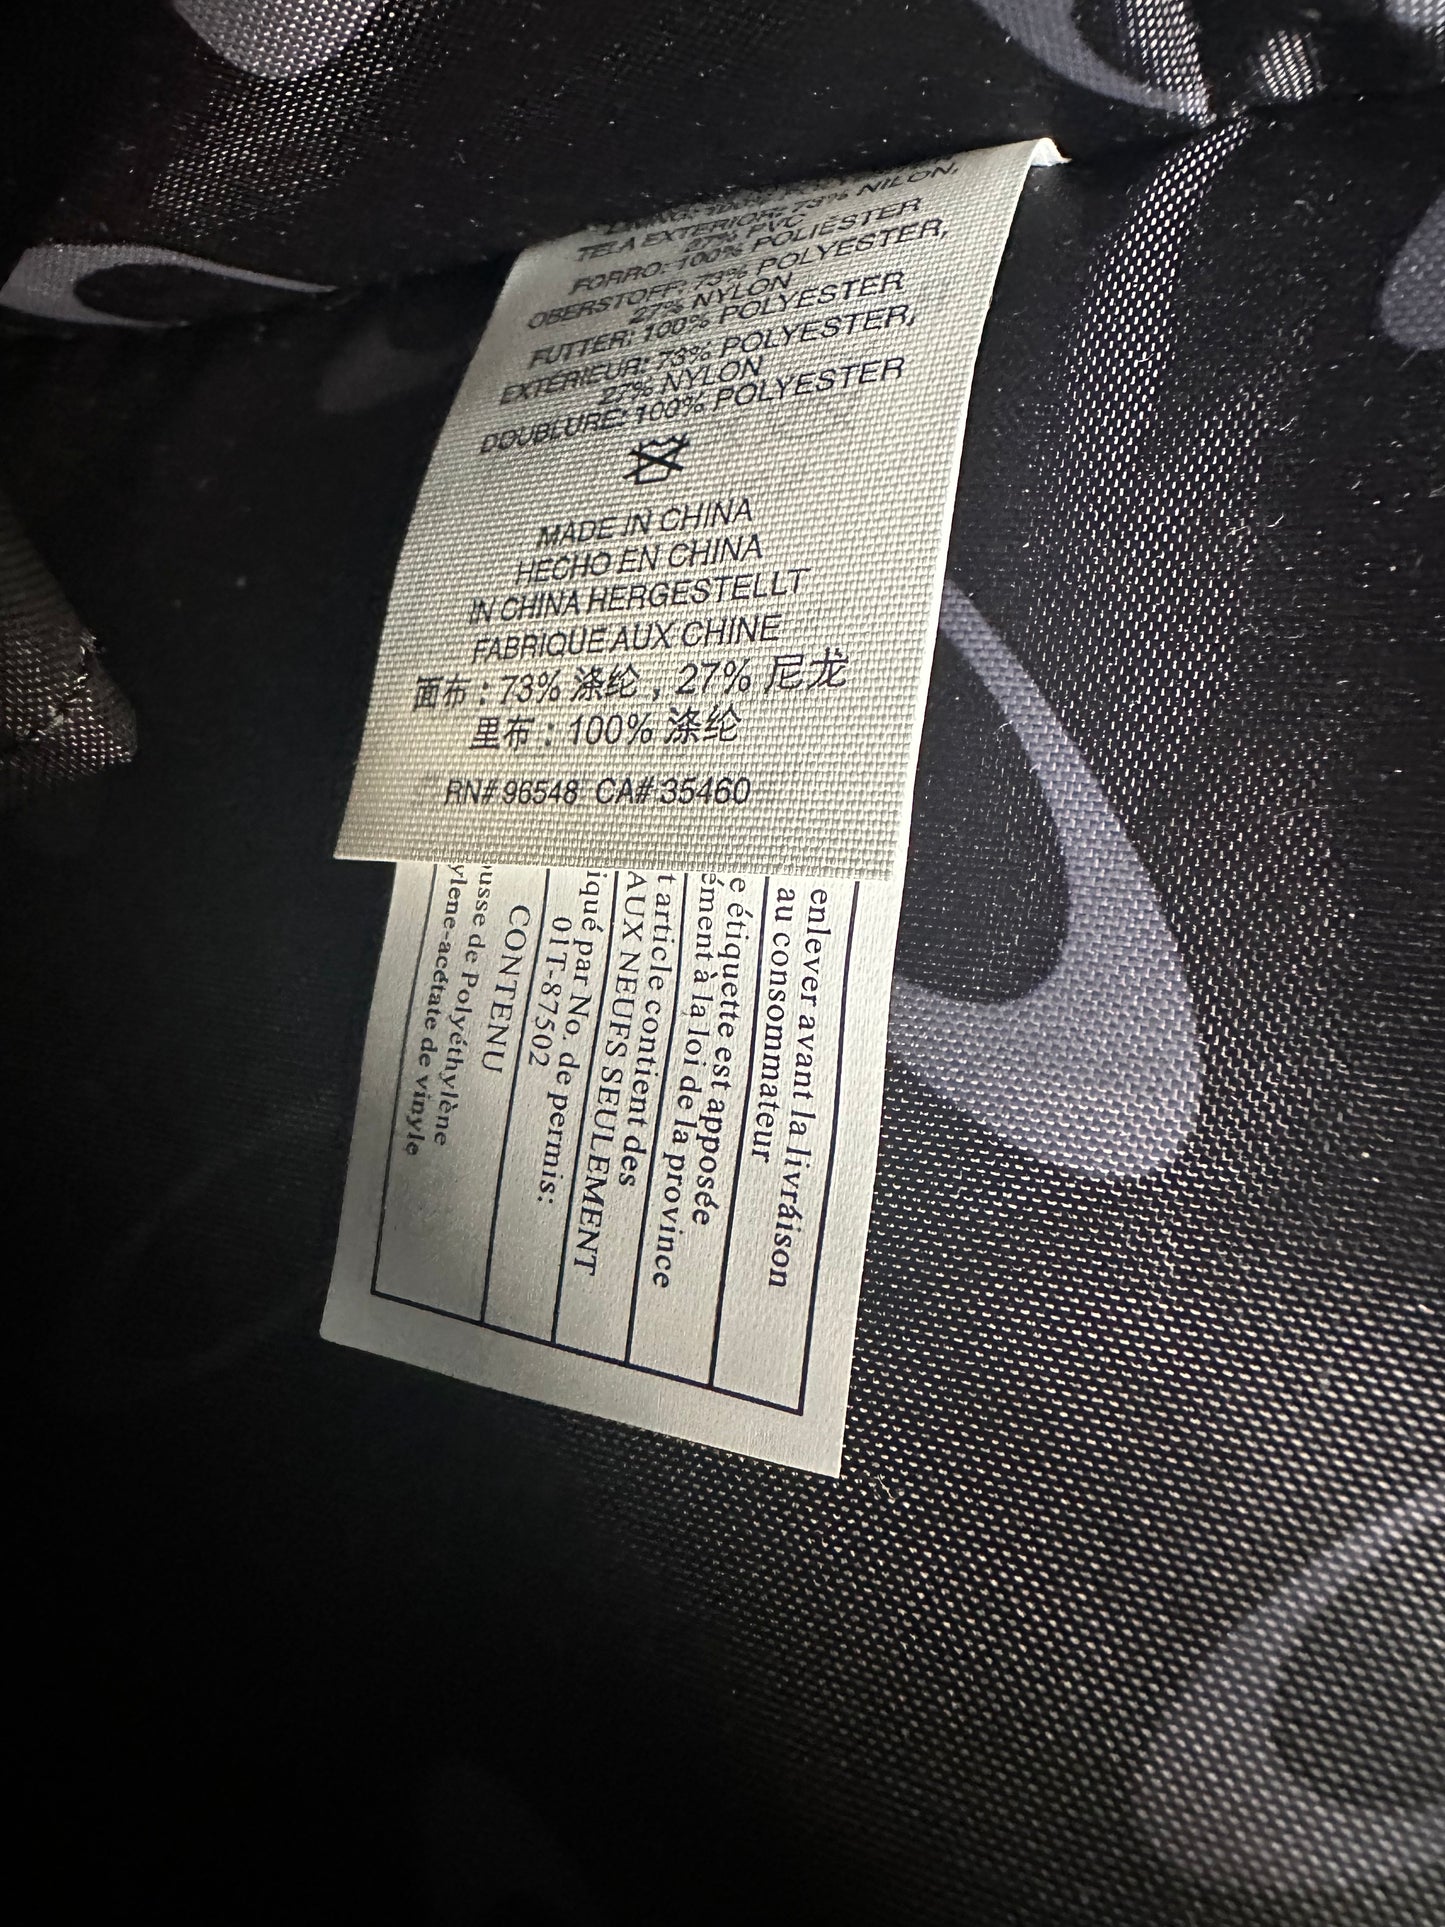 TELA EXTERIOR: 73% NILON,
27% PVC
FORRO: 100% POLIÉSTER
OBERSTOFF: 73% POLYESTER,
27% NYLON
FUTTER: 100% POLYESTER
EXTÉRIEUR: 73% POLYESTER,
27% NYLON
DOUBLURE: 100% POLYESTER
MADE IN CHINA
HECHO EN CHINA
IN CHINA HERGESTELLT
FABRIQUE AUX CHINE
面布：73% 涤纶，27% 尼龙
里布：100% 涤纶
RN# 96548 CA# 35460
enlever avant la livráison
au consommateur
e étiquette est apposée
ément à la loi de la province
t article contient des
AUX NEUFS SEULEMENT
iqué par No. de permis:
01T-87502
CONTENU
ousse de Polyéthylène
ylene-acétate de vinyle